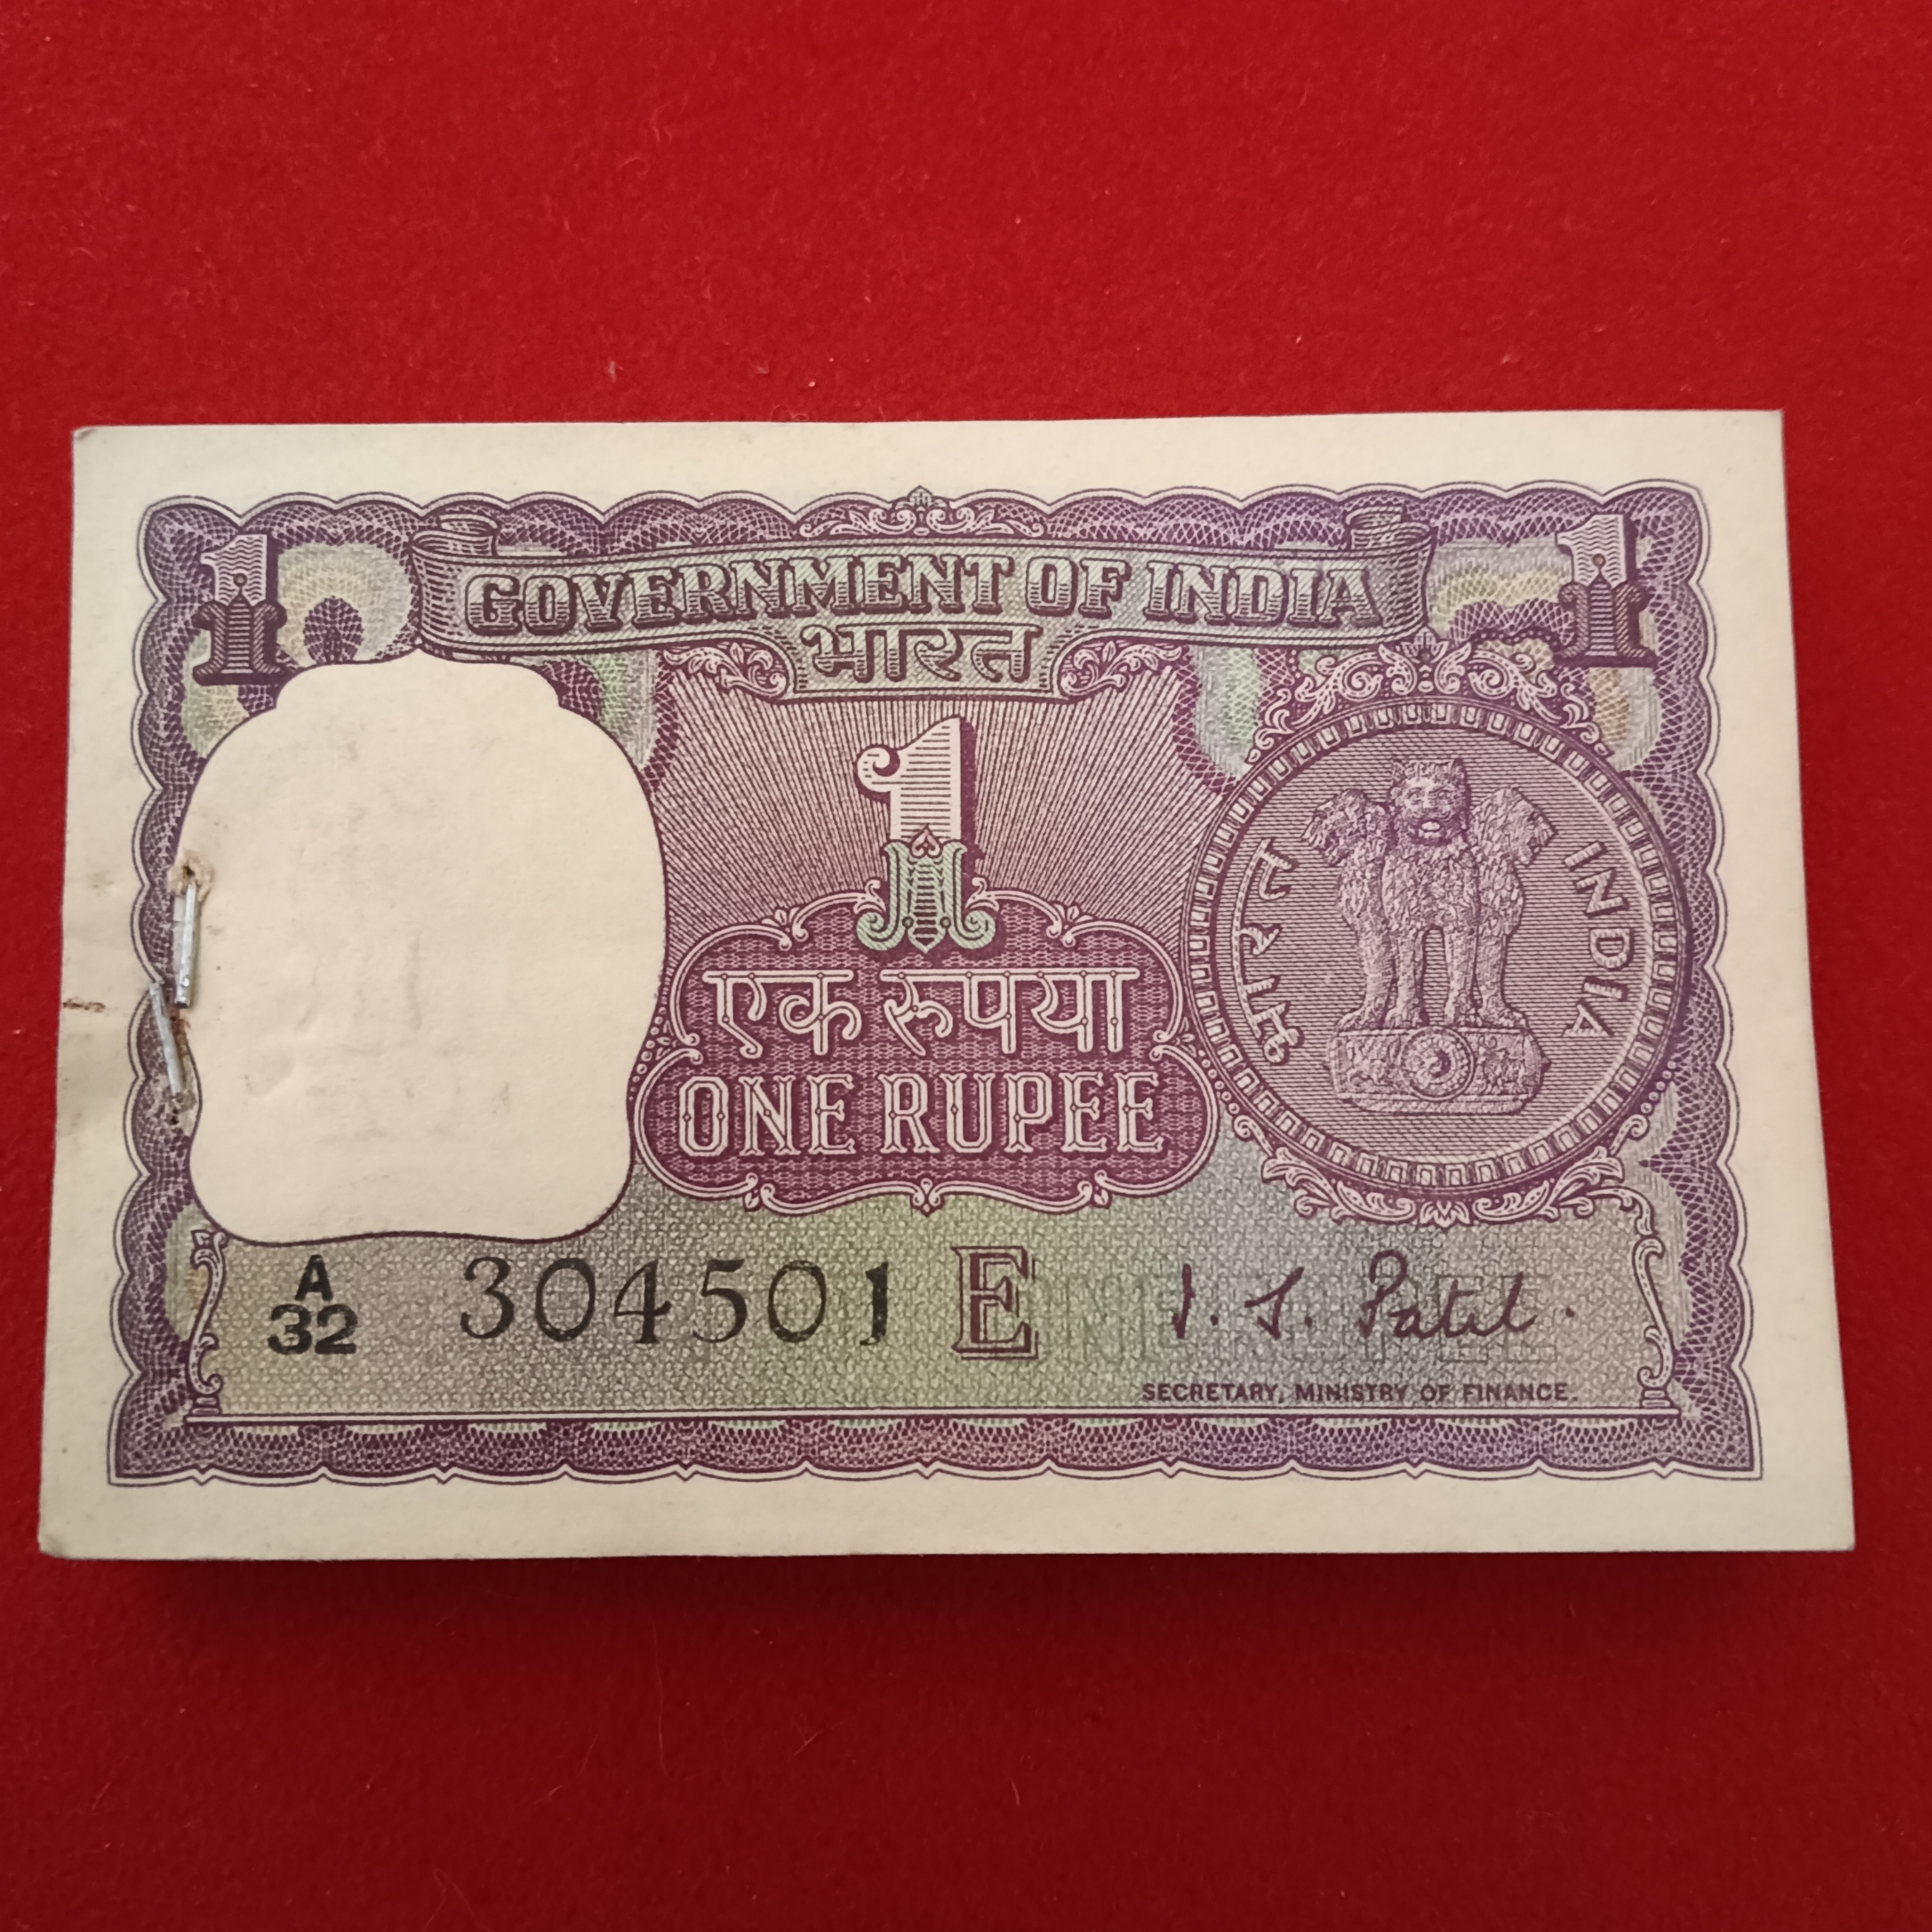 1 GOVERNMENT OF INDIA 1
भारत
1
एक रुपया
ONE RUPEE
भारत INDIA
A
32 304501 E I. G. Patel.
SECRETARY, MINISTRY OF FINANCE.